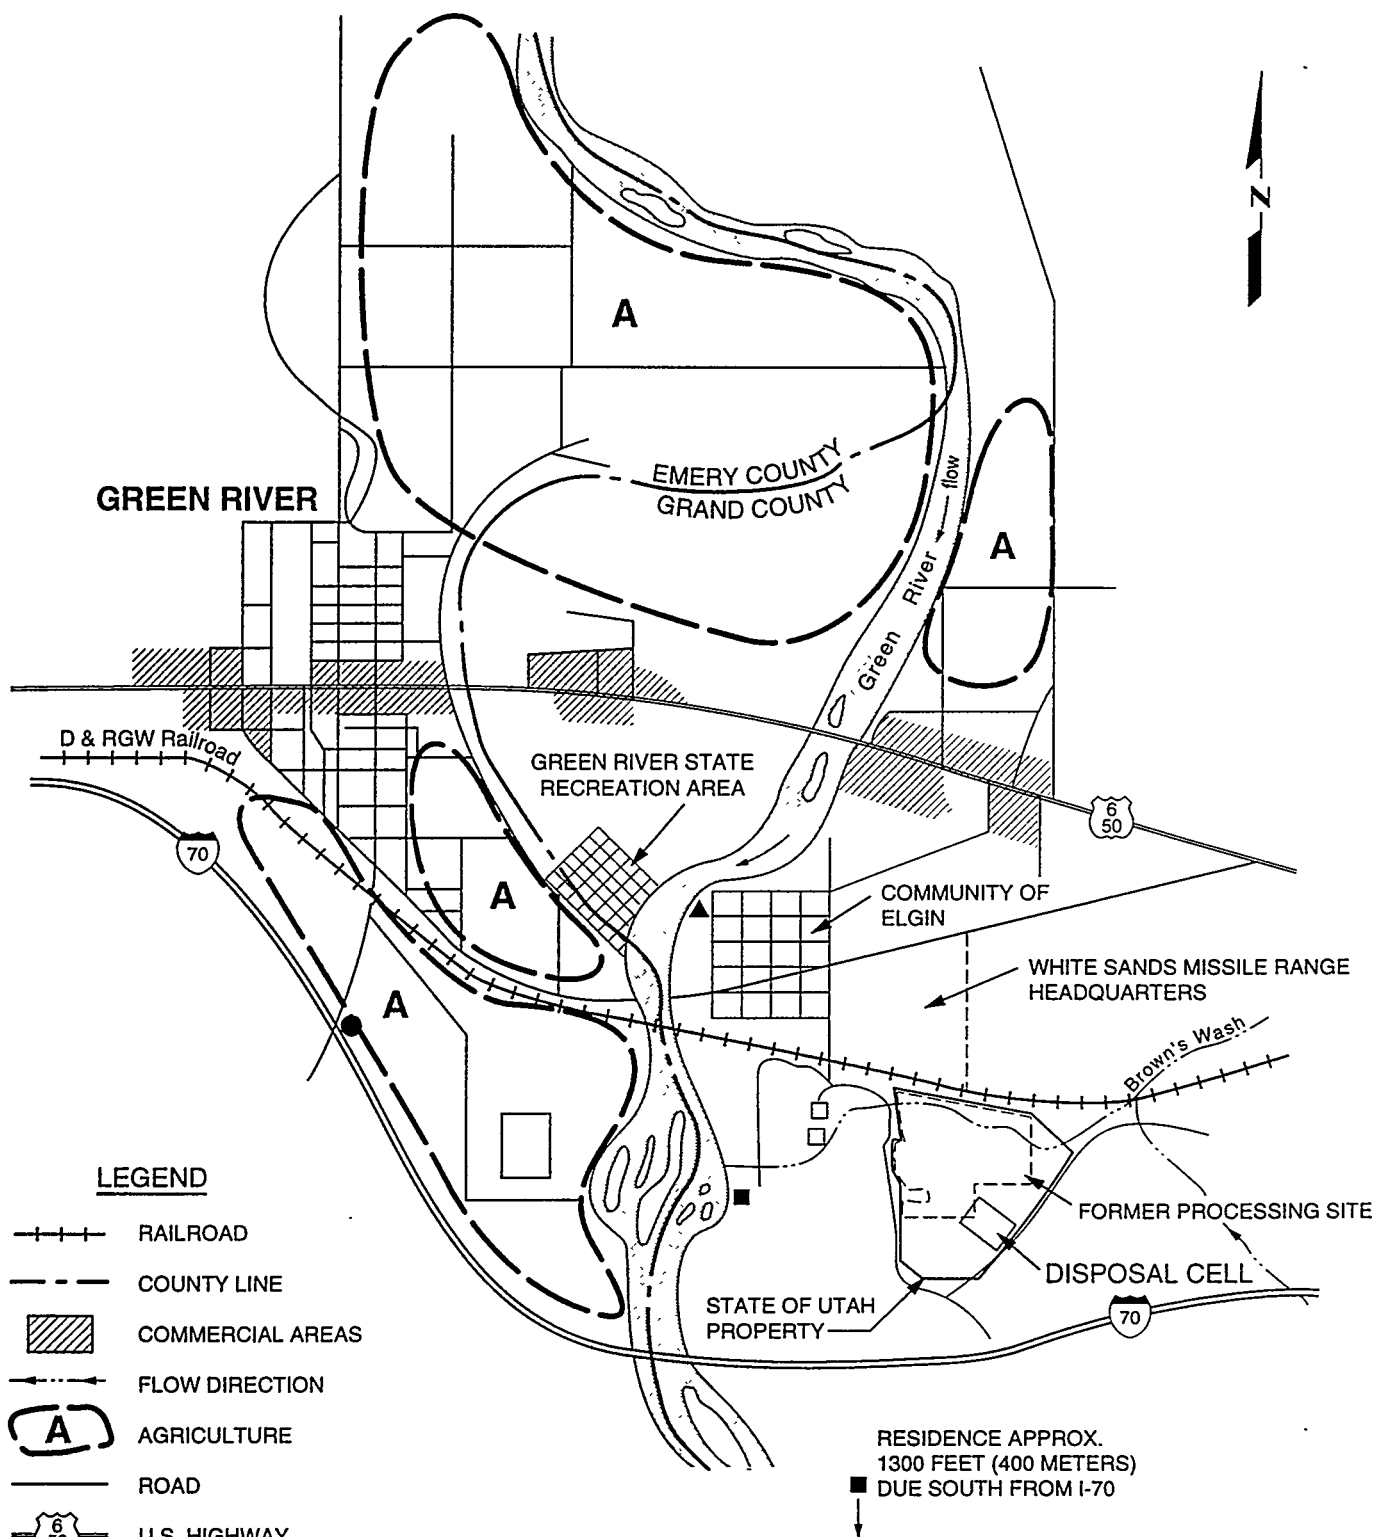 N
A
EMERY COUNTY
GRAND COUNTY
flow
GREEN RIVER
A
River
Green
D & RGW Railroad
GREEN RIVER STATE
RECREATION AREA
6
50
70
A
COMMUNITY OF
ELGIN
WHITE SANDS MISSILE RANGE
HEADQUARTERS
A
Brown's Wash
FORMER PROCESSING SITE
DISPOSAL CELL
STATE OF UTAH
PROPERTY
70
LEGEND
RAILROAD
COUNTY LINE
COMMERCIAL AREAS
FLOW DIRECTION
A
AGRICULTURE
ROAD
6
50
U.S. HIGHWAY
RESIDENCE APPROX.
1300 FEET (400 METERS)
DUE SOUTH FROM I-70